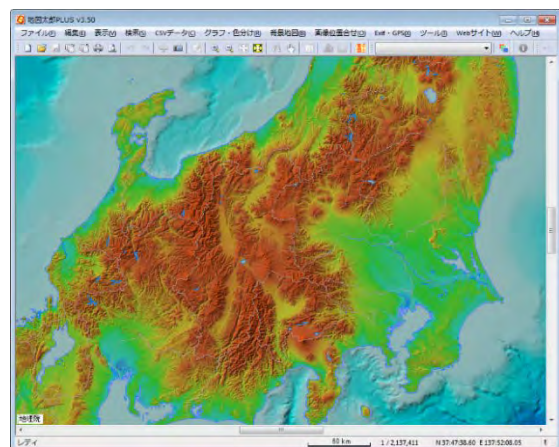 地図太郎PLUS v3.50
ファイル(F) 編集(E) 表示(V) 検索(S) CSVデータ(C) グラフ・色分け(G) 背景地図(B) 画像位置合せ(I) Exif・GPS(X) ツール(T) Webサイト(W) ヘルプ(H)
地理院
レディ 60 km 1 / 2,137,411 N 37:47:38.60 E 137:52:08.05